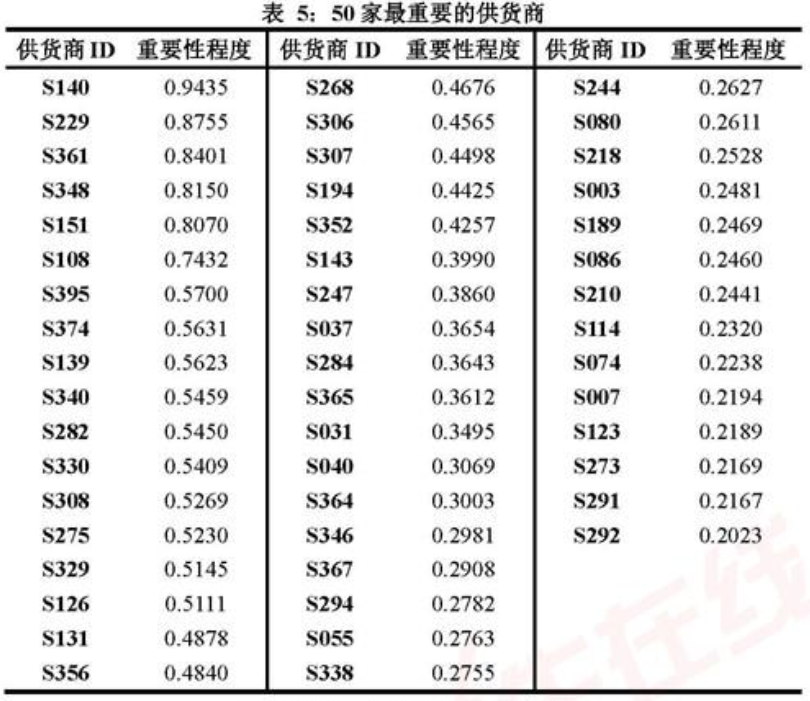 表 5：50 家最重要的供货商
供货商 ID 重要性程度 供货商 ID 重要性程度 供货商 ID 重要性程度
S140 0.9435 S268 0.4676 S244 0.2627
S229 0.8755 S306 0.4565 S080 0.2611
S361 0.8401 S307 0.4498 S218 0.2528
S348 0.8150 S194 0.4425 S003 0.2481
S151 0.8070 S352 0.4257 S189 0.2469
S108 0.7432 S143 0.3990 S086 0.2460
S395 0.5700 S247 0.3860 S210 0.2441
S374 0.5631 S037 0.3654 S114 0.2320
S139 0.5623 S284 0.3643 S074 0.2238
S340 0.5459 S365 0.3612 S007 0.2194
S282 0.5450 S031 0.3495 S123 0.2189
S330 0.5409 S040 0.3069 S273 0.2169
S308 0.5269 S364 0.3003 S291 0.2167
S275 0.5230 S346 0.2981 S292 0.2023
S329 0.5145 S367 0.2908
S126 0.5111 S294 0.2782
S131 0.4878 S055 0.2763
S356 0.4840 S338 0.2755
在线